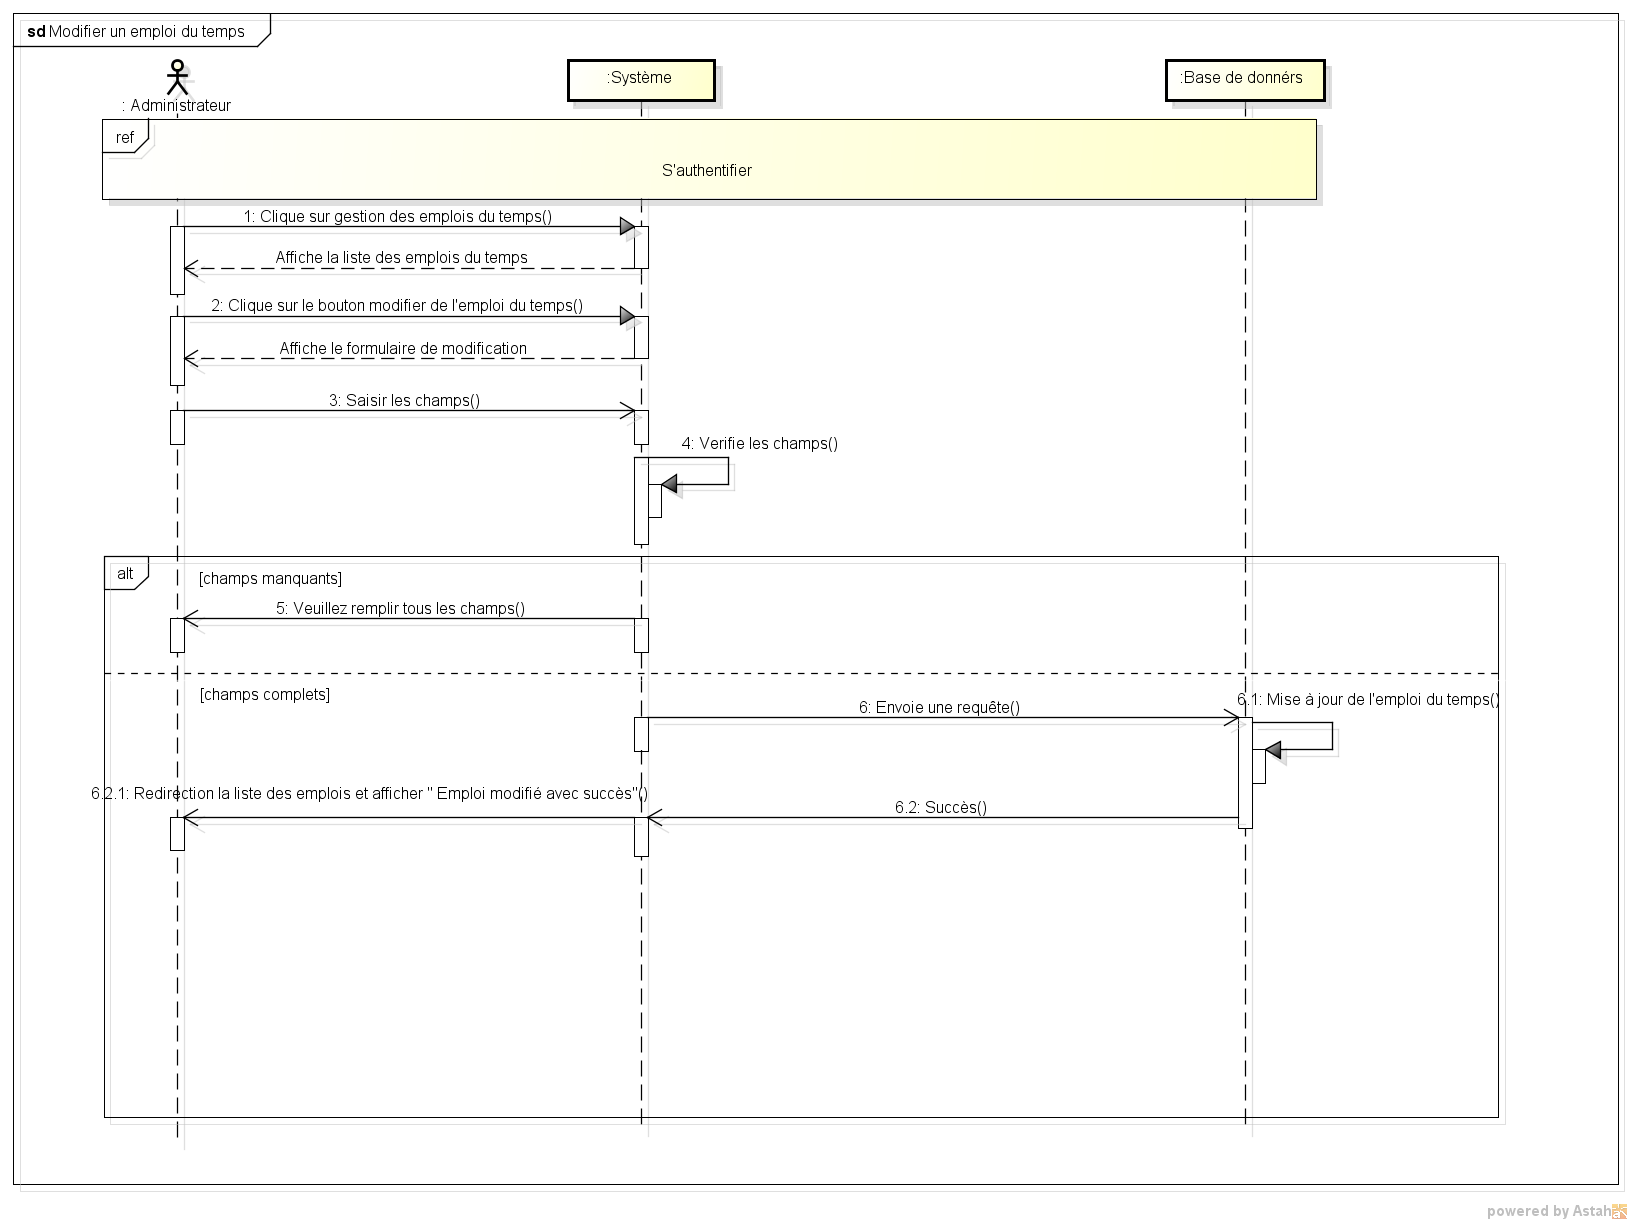 sd Modifier un emploi du temps
:Système
:Base de donnérs
: Administrateur
ref
S'authentifier
1: Clique sur gestion des emplois du temps()
Affiche la liste des emplois du temps
2: Clique sur le bouton modifier de l'emploi du temps()
Affiche le formulaire de modification
3: Saisir les champs()
4: Verifie les champs()
alt
[champs manquants]
5: Veuillez remplir tous les champs()
[champs complets]
6: Envoie une requête()
6.1: Mise à jour de l'emploi du temps()
6.2.1: Redirection la liste des emplois et afficher " Emploi modifié avec succès"()
6.2: Succès()
powered by Astah